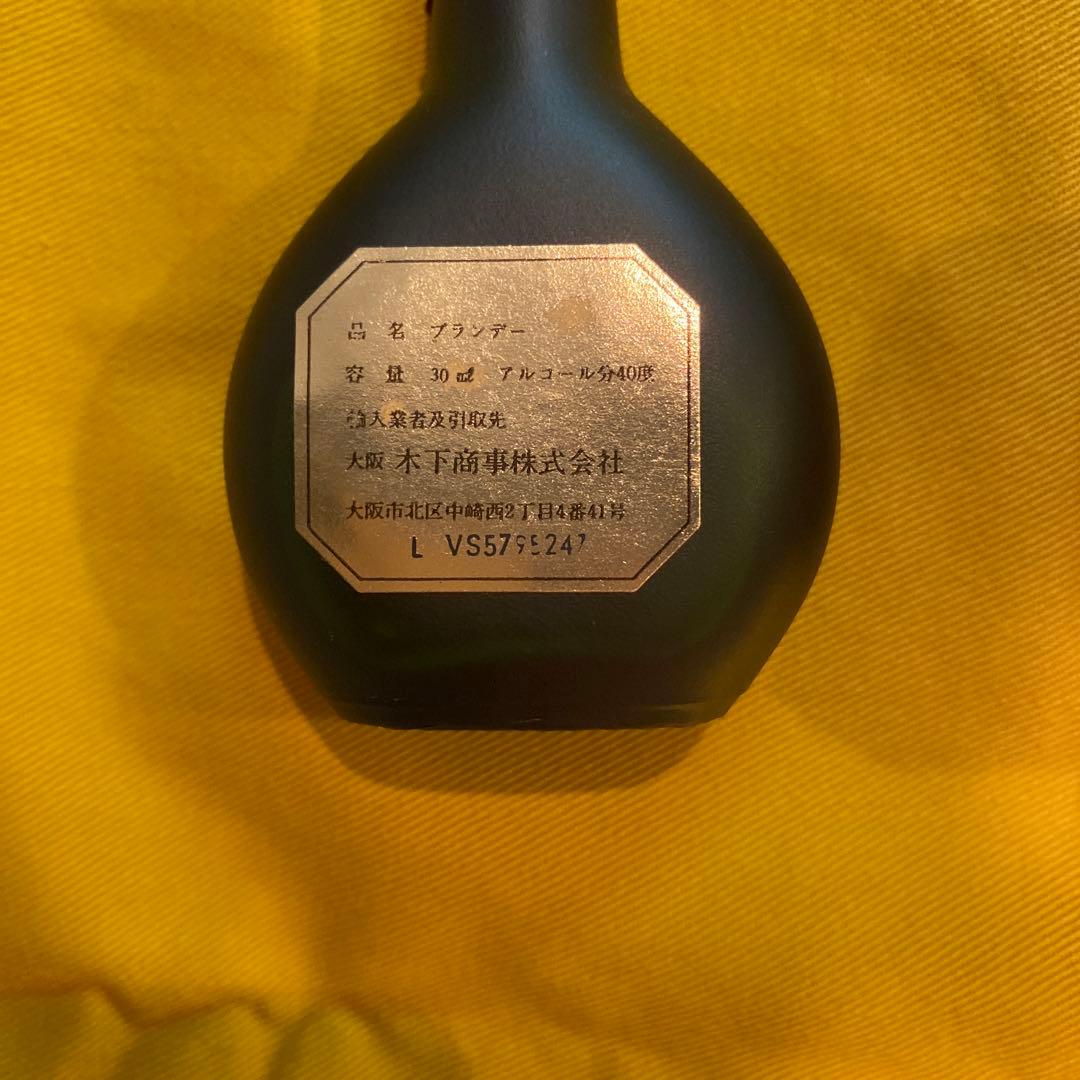 品名 ブランデー
容量 30㎖ アルコール分40度
輸入業者及引取先
大阪 木下商事株式会社
大阪市北区中崎西2丁目4番41号
L VS5795247